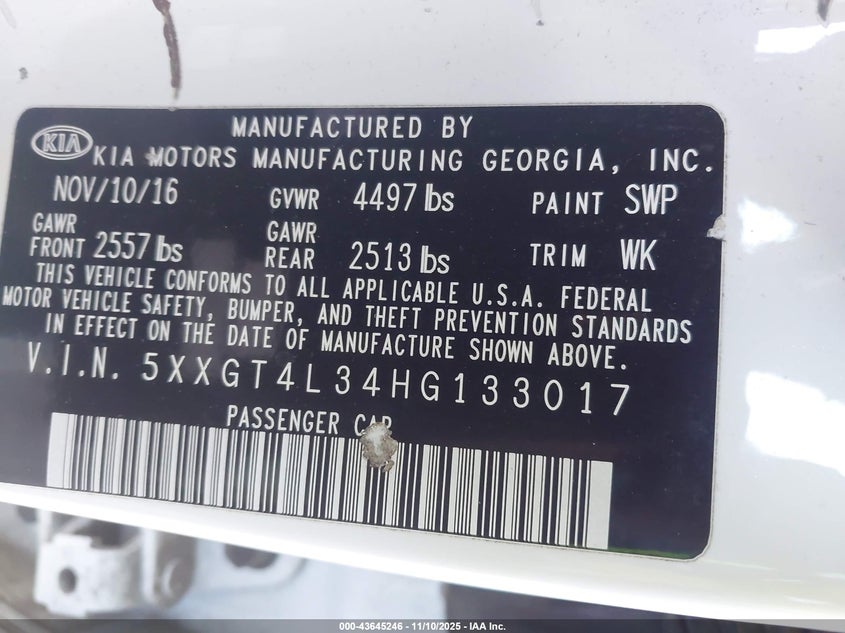 KIA
MANUFACTURED BY
KIA MOTORS MANUFACTURING GEORGIA, INC.
NOV/10/16 GVWR 4497 lbs PAINT SWP
GAWR FRONT 2557 lbs GAWR REAR 2513 lbs TRIM WK
THIS VEHICLE CONFORMS TO ALL APPLICABLE U.S.A. FEDERAL
MOTOR VEHICLE SAFETY, BUMPER, AND THEFT PREVENTION STANDARDS
IN EFFECT ON THE DATE OF MANUFACTURE SHOWN ABOVE.
V.I.N. 5XXGT4L34HG133017
PASSENGER CAR
000-43645246 - 11/10/2025 - IAA Inc.